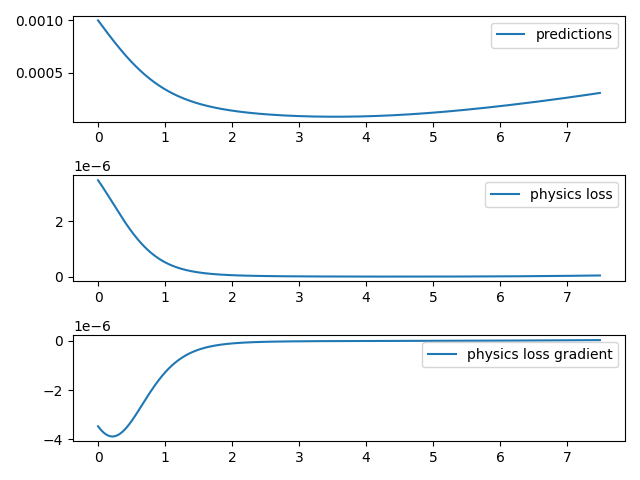 0.0010
0.0005
predictions
0 1 2 3 4 5 6 7
1e−6
2
0
physics loss
0 1 2 3 4 5 6 7
1e−6
0
−2
−4
physics loss gradient
0 1 2 3 4 5 6 7